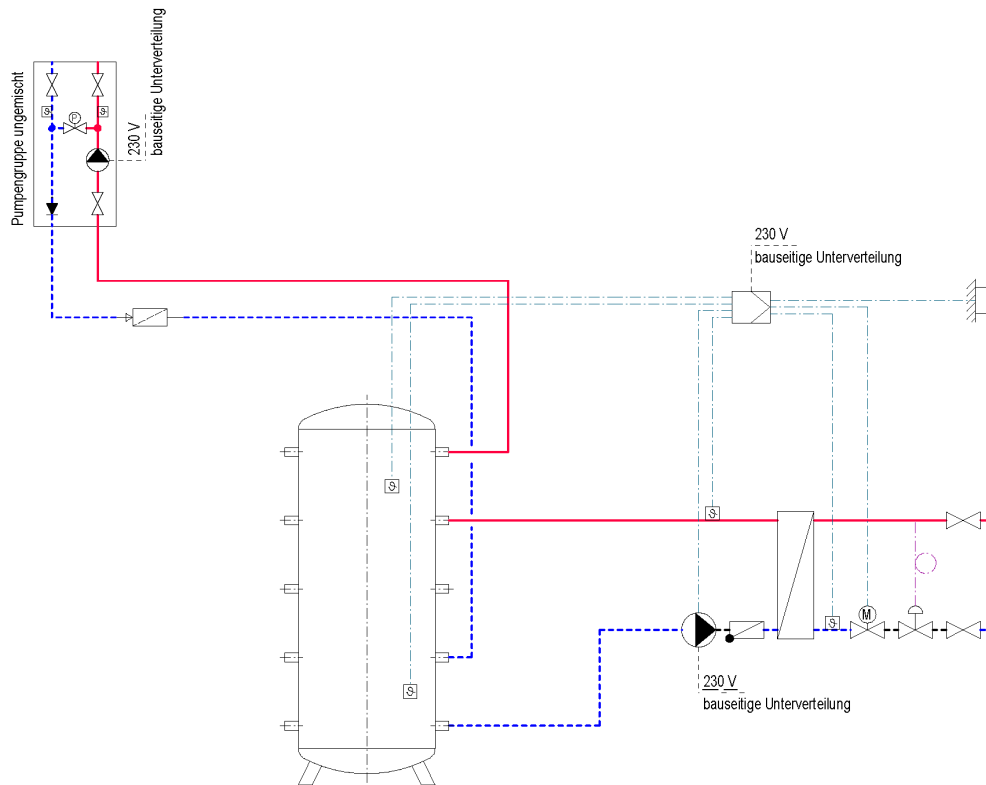 Pumpengruppe ungemischt
230 V
bauseitige Unterverteilung
P
ϑ
ϑ
230 V
bauseitige Unterverteilung
ϑ
ϑ
M
ϑ
ϑ
230 V
bauseitige Unterverteilung